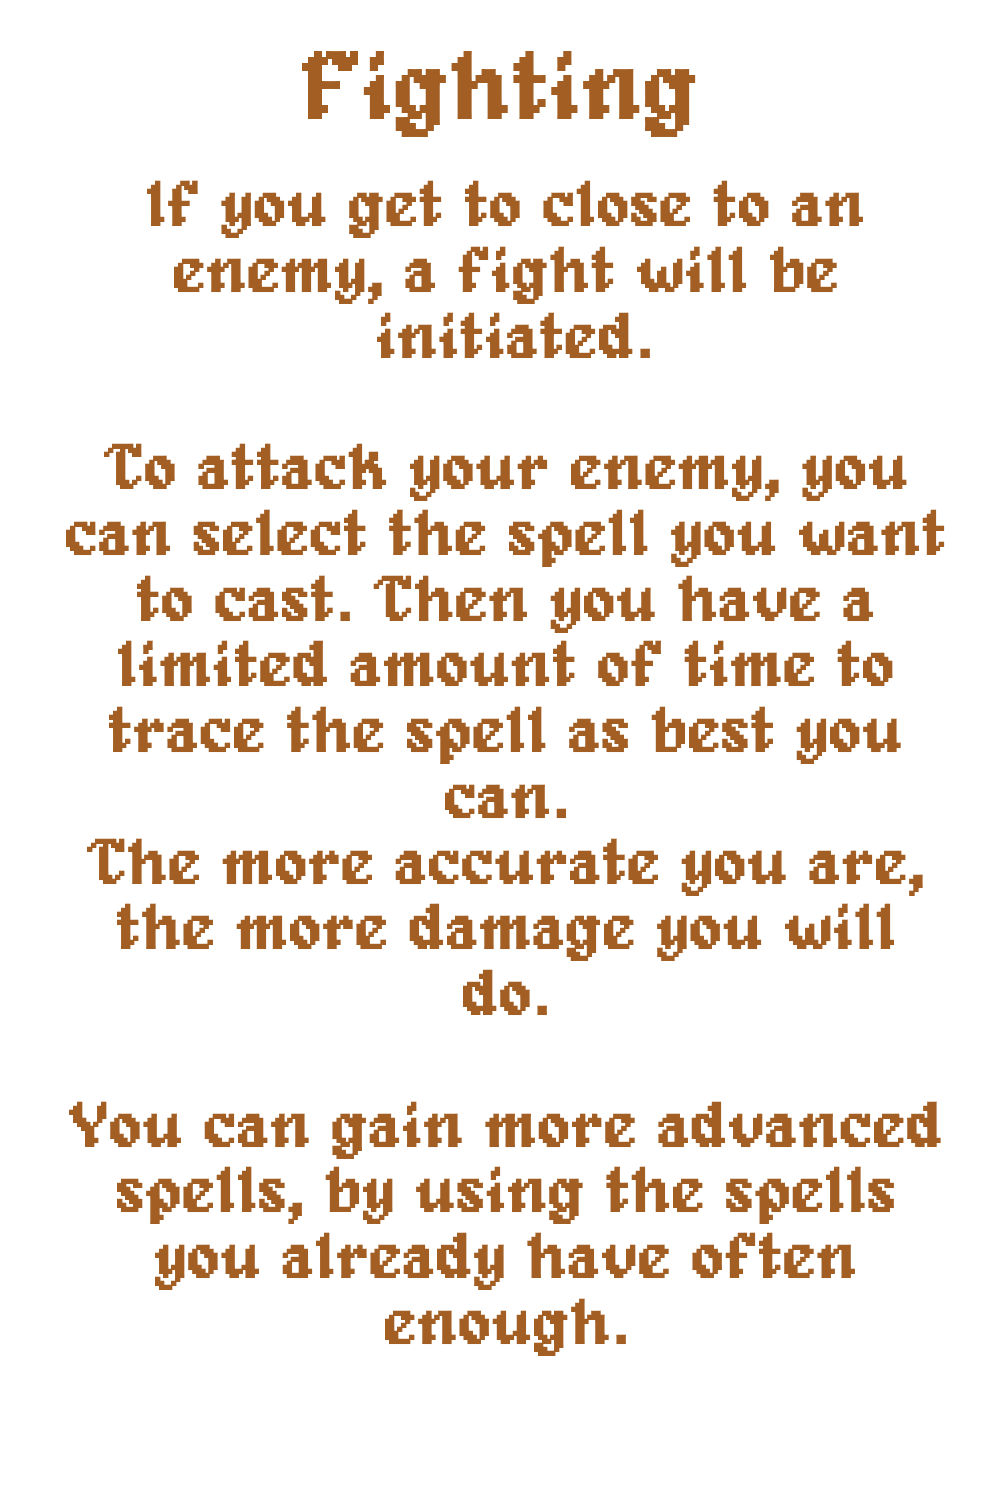 Fighting
If you get to close to an
enemy, a fight will be
initiated.
To attack your enemy, you
can select the spell you want
to cast. Then you have a
limited amount of time to
trace the spell as best you
can.
The more accurate you are,
the more damage you will
do.
You can gain more advanced
spells, by using the spells
you already have often
enough.